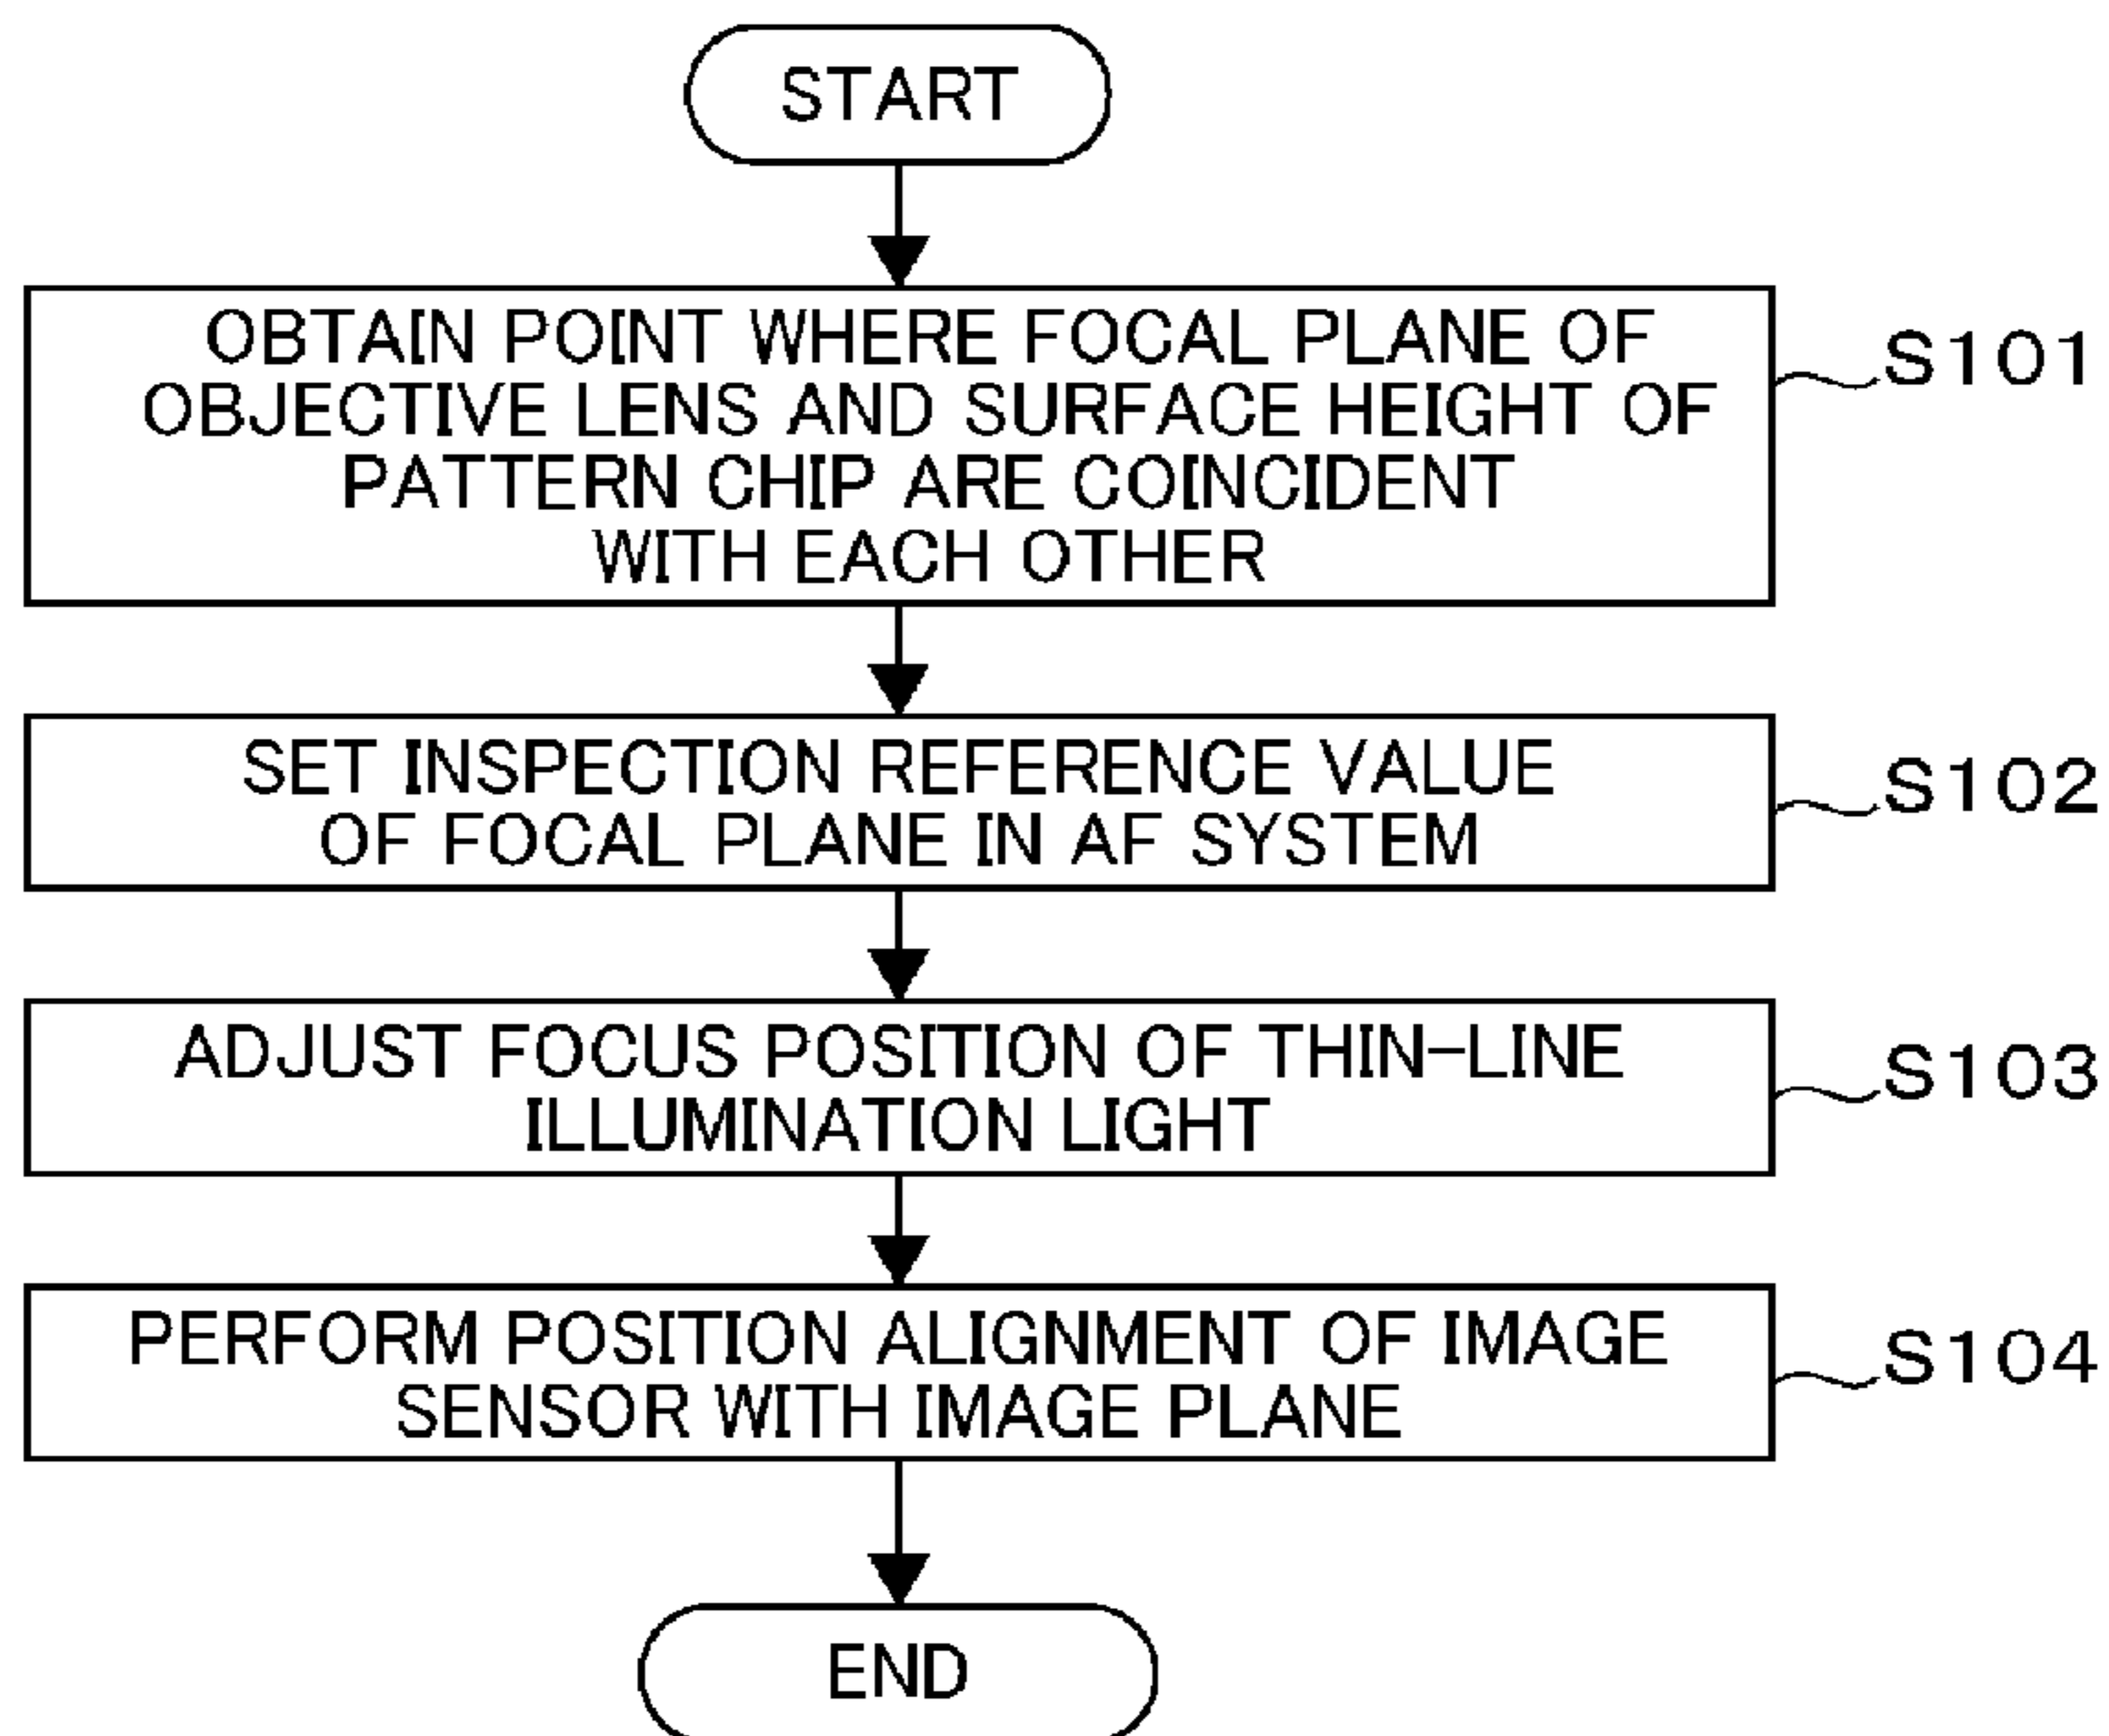 START
OBTAIN POINT WHERE FOCAL PLANE OF
OBJECTIVE LENS AND SURFACE HEIGHT OF
PATTERN CHIP ARE COINCIDENT
WITH EACH OTHER
S101
SET INSPECTION REFERENCE VALUE
OF FOCAL PLANE IN AF SYSTEM
S102
ADJUST FOCUS POSITION OF THIN-LINE
ILLUMINATION LIGHT
S103
PERFORM POSITION ALIGNMENT OF IMAGE
SENSOR WITH IMAGE PLANE
S104
END